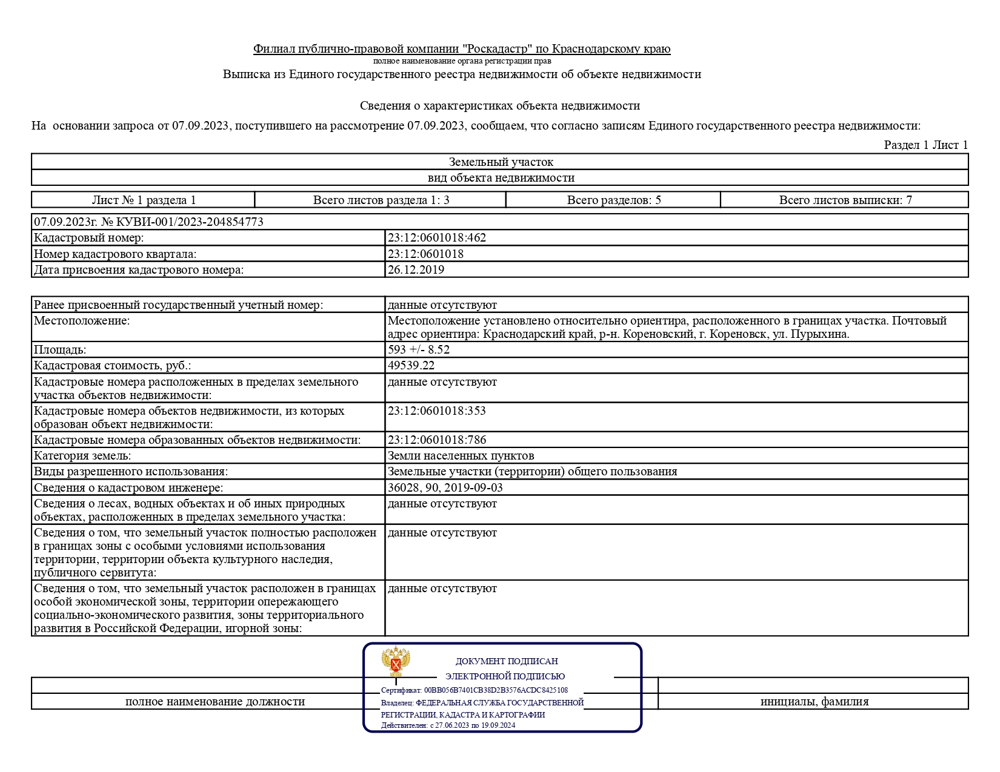 Филиал публично-правовой компании "Роскадастр" по Краснодарскому краю
полное наименование органа регистрации прав
Выписка из Единого государственного реестра недвижимости об объекте недвижимости
Сведения о характеристиках объекта недвижимости
На основании запроса от 07.09.2023, поступившего на рассмотрение 07.09.2023, сообщаем, что согласно записям Единого государственного реестра недвижимости:
Раздел 1 Лист 1
Земельный участок
вид объекта недвижимости
Лист № 1 раздела 1 Всего листов раздела 1: 3 Всего разделов: 5 Всего листов выписки: 7
07.09.2023г. № КУВИ-001/2023-204854773
Кадастровый номер: 23:12:0601018:462
Номер кадастрового квартала: 23:12:0601018
Дата присвоения кадастрового номера: 26.12.2019
Ранее присвоенный государственный учетный номер: данные отсутствуют
Местоположение: Местоположение установлено относительно ориентира, расположенного в границах участка. Почтовый
адрес ориентира: Краснодарский край, р-н. Кореновский, г. Кореновск, ул. Пурыхина.
Площадь: 593 +/- 8.52
Кадастровая стоимость, руб.: 49539.22
Кадастровые номера расположенных в пределах земельного данные отсутствуют
участка объектов недвижимости:
Кадастровые номера объектов недвижимости, из которых 23:12:0601018:353
образован объект недвижимости:
Кадастровые номера образованных объектов недвижимости: 23:12:0601018:786
Категория земель: Земли населенных пунктов
Виды разрешенного использования: Земельные участки (территории) общего пользования
Сведения о кадастровом инженере: 36028, 90, 2019-09-03
Сведения о лесах, водных объектах и об иных природных данные отсутствуют
объектах, расположенных в пределах земельного участка:
Сведения о том, что земельный участок полностью расположен данные отсутствуют
в границах зоны с особыми условиями использования
территории, территории объекта культурного наследия,
публичного сервитута:
Сведения о том, что земельный участок расположен в границах данные отсутствуют
особой экономической зоны, территории опережающего
социально-экономического развития, зоны территориального
развития в Российской Федерации, игорной зоны:
ДОКУМЕНТ ПОДПИСАН
ЭЛЕКТРОННОЙ ПОДПИСЬЮ
Сертификат: 00BB056B7401CB38D2B3576ACDC8425108
Владелец: ФЕДЕРАЛЬНАЯ СЛУЖБА ГОСУДАРСТВЕННОЙ
РЕГИСТРАЦИИ, КАДАСТРА И КАРТОГРАФИИ
Действителен: с 27.06.2023 по 19.09.2024
полное наименование должности инициалы, фамилия